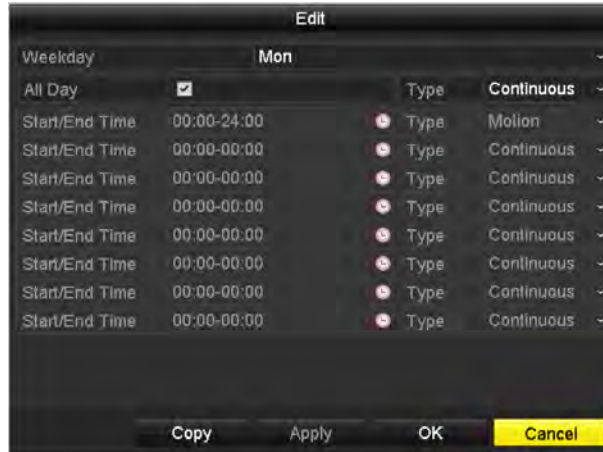 Edit
Weekday Mon
All Day Type Continuous
Start/End Time 00:00-24:00 Type Motion
Start/End Time 00:00-00:00 Type Continuous
Start/End Time 00:00-00:00 Type Continuous
Start/End Time 00:00-00:00 Type Continuous
Start/End Time 00:00-00:00 Type Continuous
Start/End Time 00:00-00:00 Type Continuous
Start/End Time 00:00-00:00 Type Continuous
Start/End Time 00:00-00:00 Type Continuous
Copy Apply OK Cancel